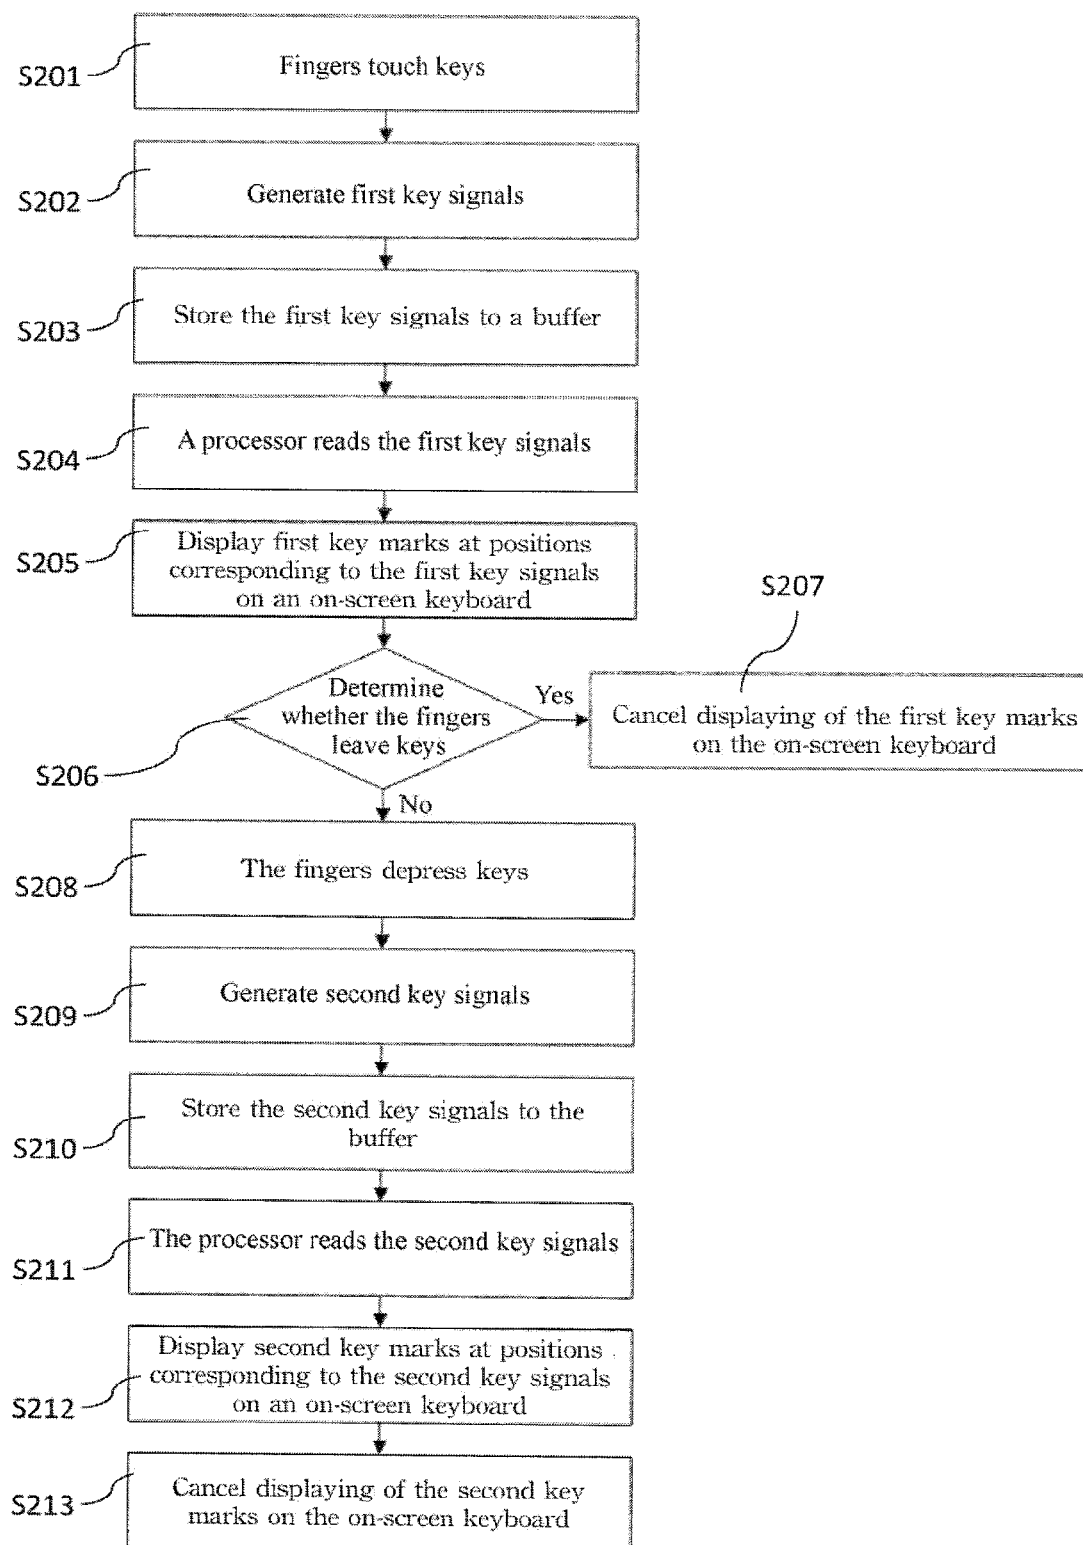 S201
Fingers touch keys
S202
Generate first key signals
S203
Store the first key signals to a buffer
S204
A processor reads the first key signals
S205
Display first key marks at positions
corresponding to the first key signals
on an on-screen keyboard
S206
Determine
whether the fingers
leave keys
Yes
S207
Cancel displaying of the first key marks
on the on-screen keyboard
No
S208
The fingers depress keys
S209
Generate second key signals
S210
Store the second key signals to the
buffer
S211
The processor reads the second key signals
S212
Display second key marks at positions
corresponding to the second key signals
on an on-screen keyboard
S213
Cancel displaying of the second key
marks on the on-screen keyboard